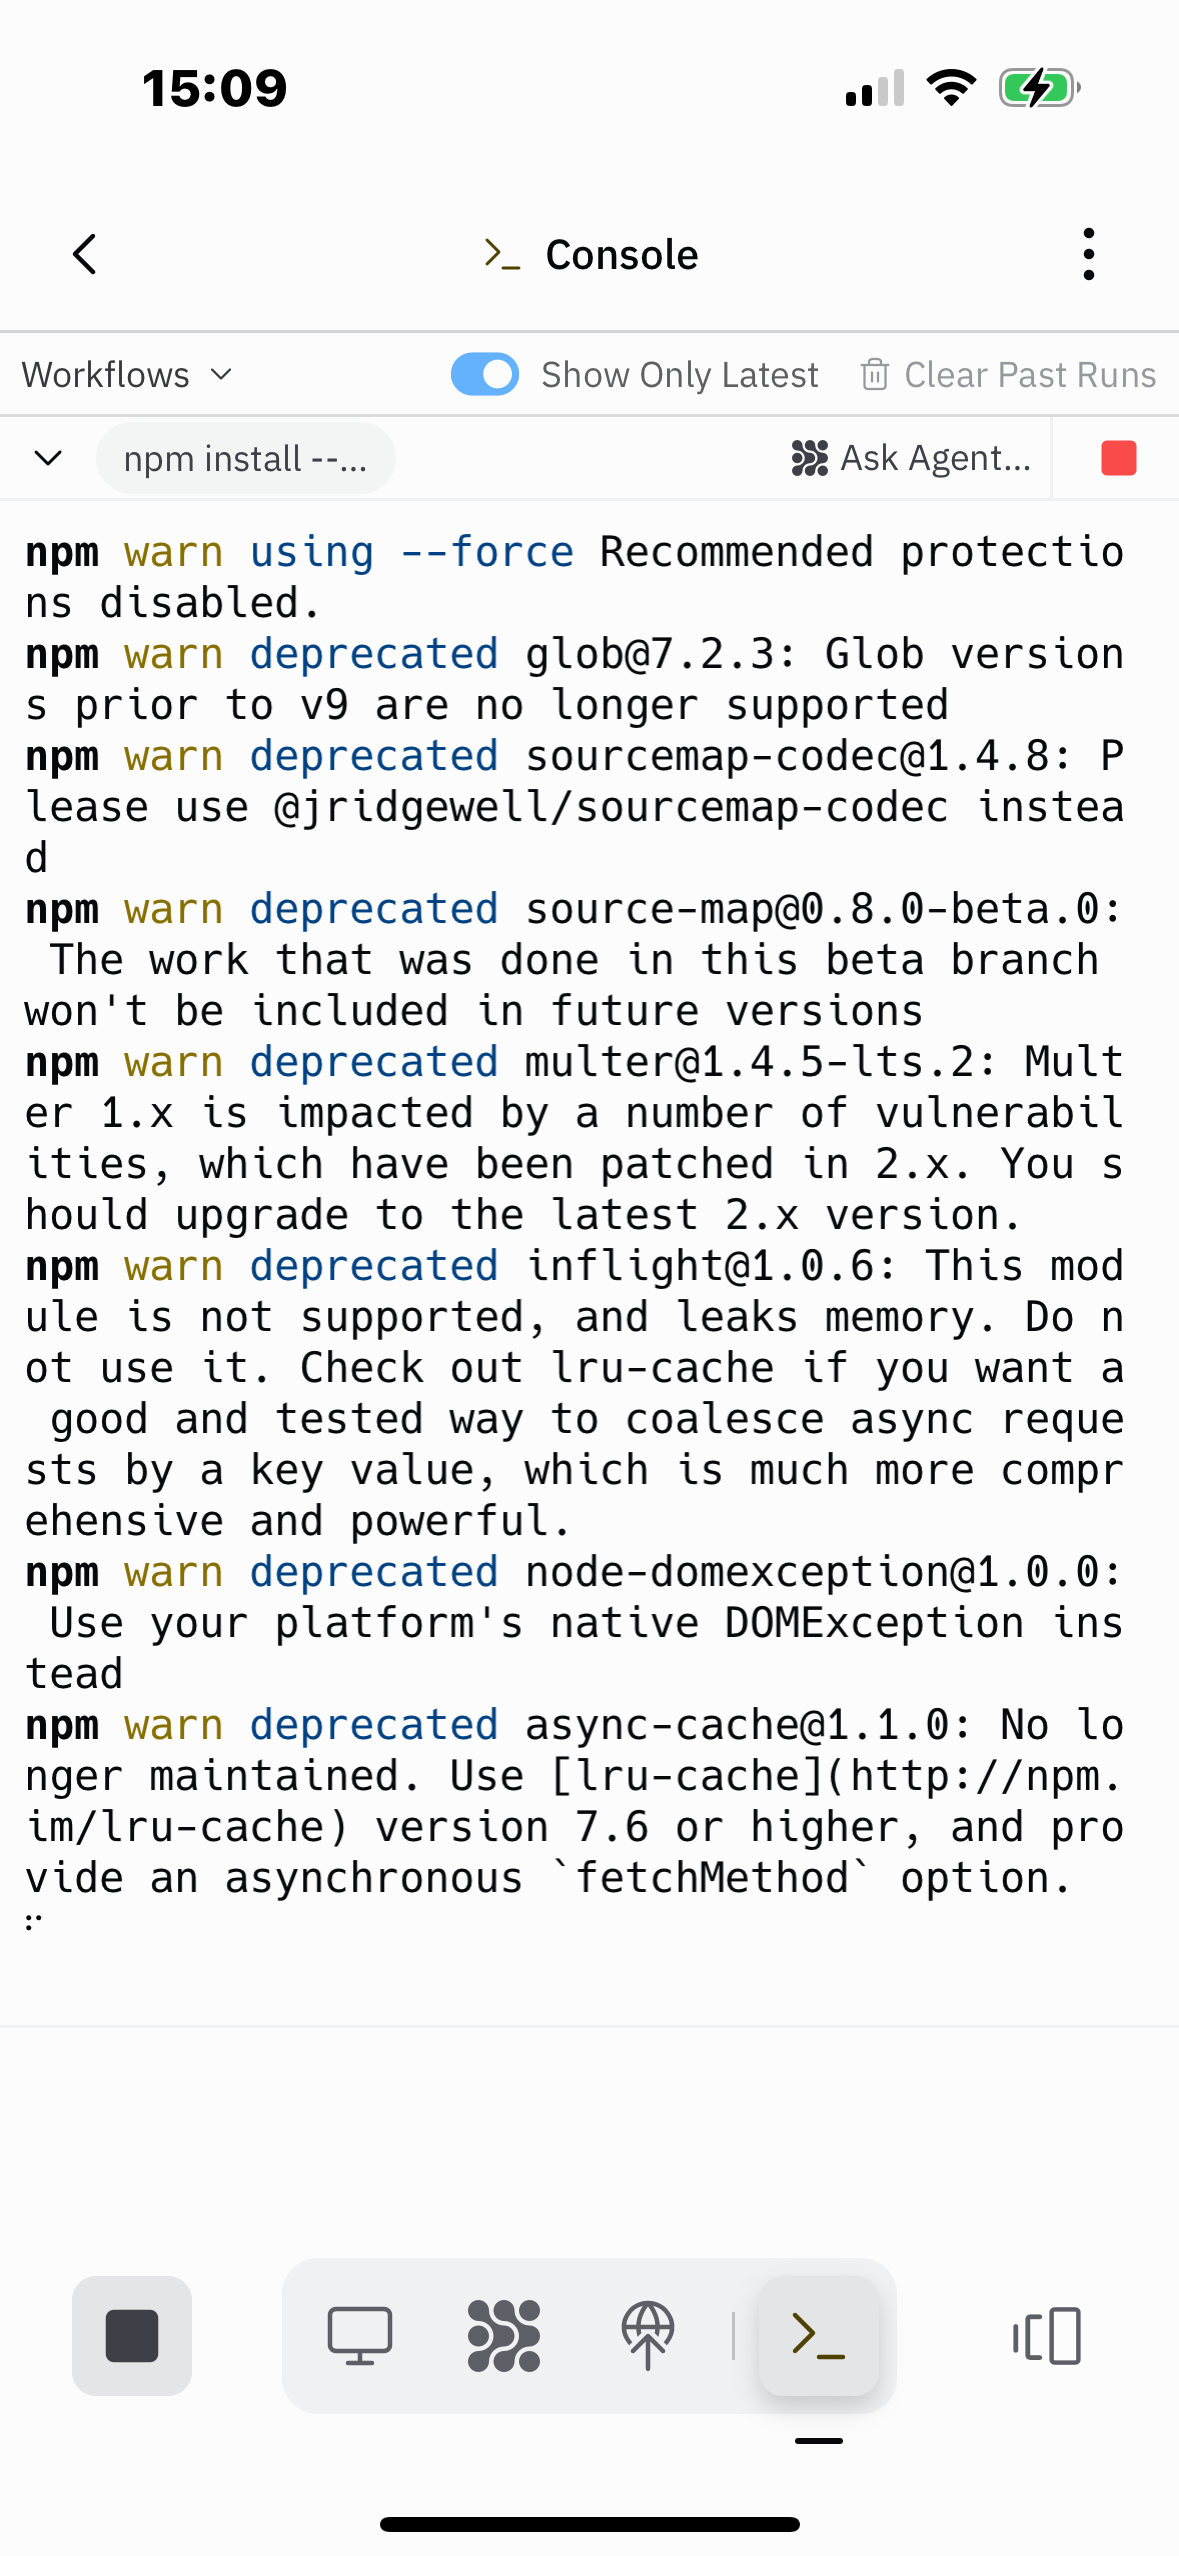 15:09
Console
Workflows Show Only Latest Clear Past Runs
npm install --... Ask Agent...
npm warn using --force Recommended protectio
ns disabled.
npm warn deprecated glob@7.2.3: Glob version
s prior to v9 are no longer supported
npm warn deprecated sourcemap-codec@1.4.8: P
lease use @jridgewell/sourcemap-codec instea
d
npm warn deprecated source-map@0.8.0-beta.0:
 The work that was done in this beta branch
won't be included in future versions
npm warn deprecated multer@1.4.5-lts.2: Mult
er 1.x is impacted by a number of vulnerabil
ities, which have been patched in 2.x. You s
hould upgrade to the latest 2.x version.
npm warn deprecated inflight@1.0.6: This mod
ule is not supported, and leaks memory. Do n
ot use it. Check out lru-cache if you want a
 good and tested way to coalesce async reque
sts by a key value, which is much more compr
ehensive and powerful.
npm warn deprecated node-domexception@1.0.0:
 Use your platform's native DOMException ins
tead
npm warn deprecated async-cache@1.1.0: No lo
nger maintained. Use [lru-cache](http://npm.
im/lru-cache) version 7.6 or higher, and pro
vide an asynchronous `fetchMethod` option.